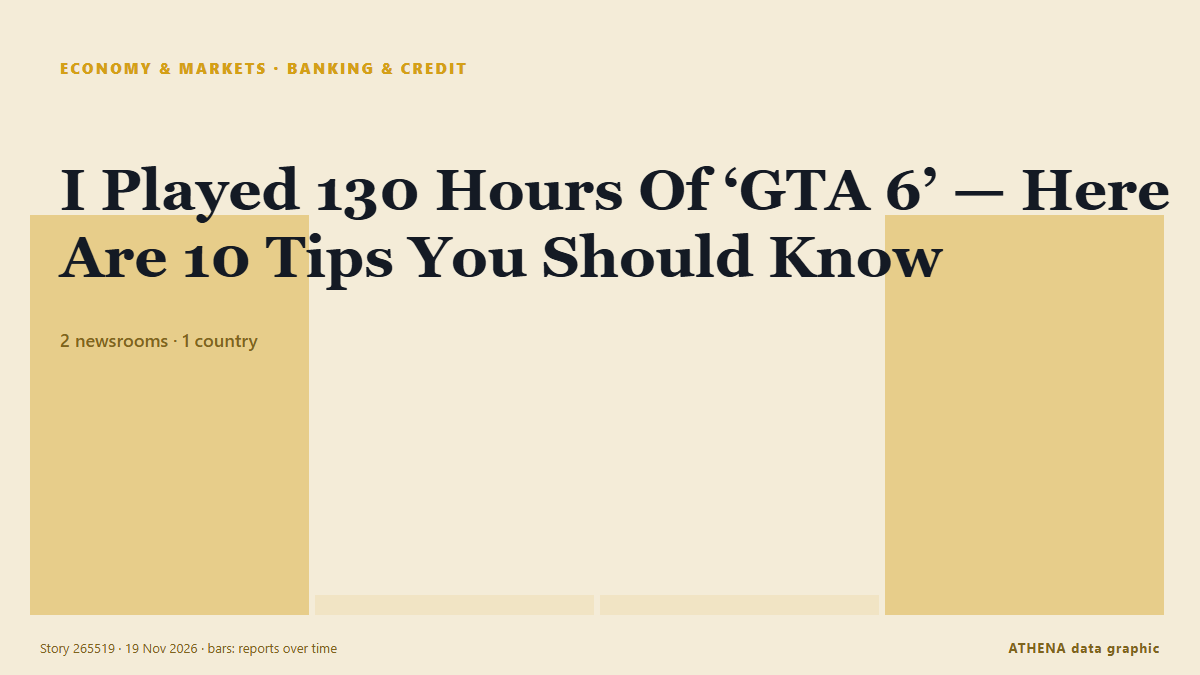 ECONOMY & MARKETS · BANKING & CREDIT
I Played 130 Hours Of ‘GTA 6’ — Here
Are 10 Tips You Should Know
2 newsrooms · 1 country
Story 265519 · 19 Nov 2026 · bars: reports over time
ATHENA data graphic